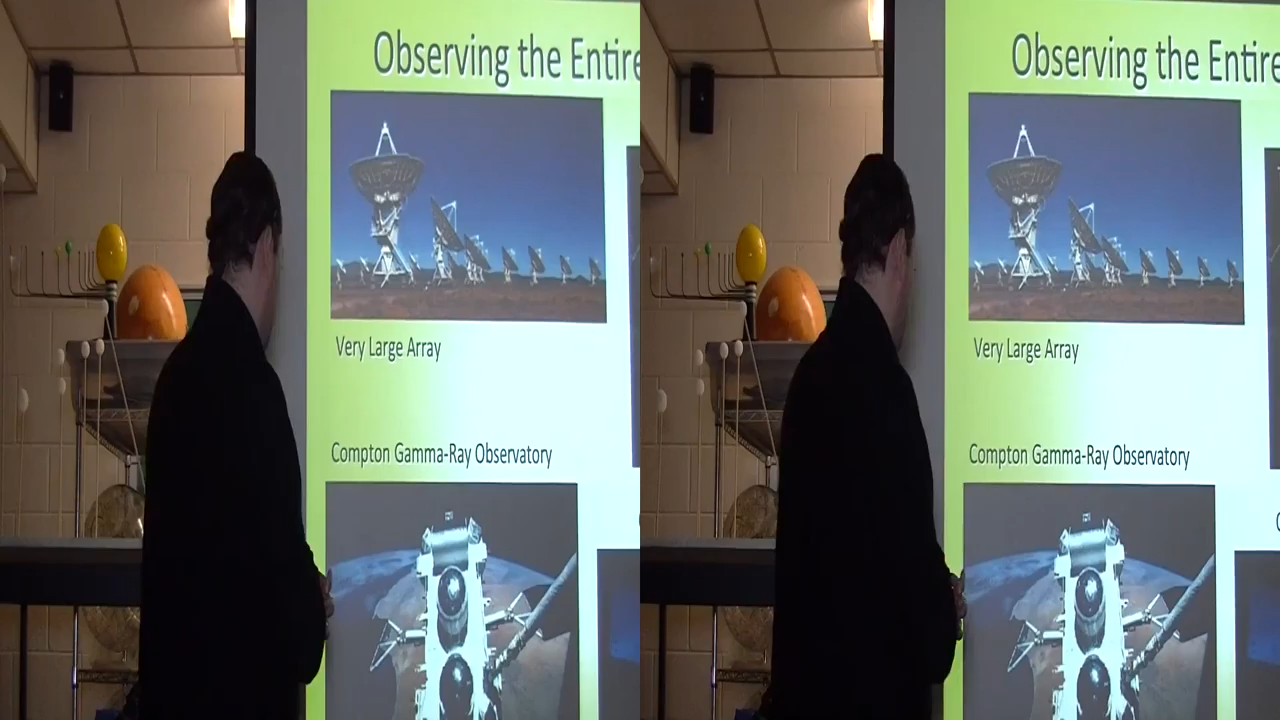 Observing the Entire
Very Large Array
Compton Gamma-Ray Observatory
Observing the Entire
Very Large Array
Compton Gamma-Ray Observatory